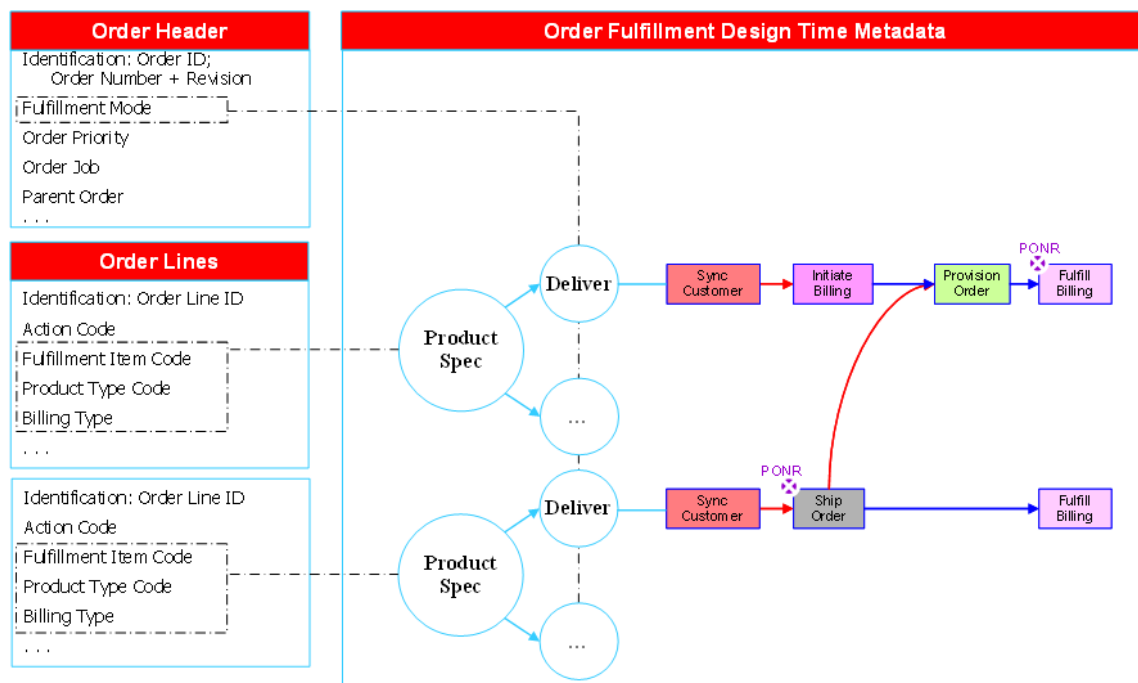 Order Header
Identification: Order ID;
Order Number + Revision
Fulfillment Mode
Order Priority
Order Job
Parent Order
. . .
Order Lines
Identification: Order Line ID
Action Code
Fulfillment Item Code
Product Type Code
Billing Type
. . .
Identification: Order Line ID
Action Code
Fulfillment Item Code
Product Type Code
Billing Type
. . .
Order Fulfillment Design Time Metadata
Product
Spec
Deliver
...
Sync
Customer
Initiate
Billing
Provision
Order
PONR
Fulfill
Billing
Product
Spec
Deliver
...
Sync
Customer
PONR
Ship
Order
Fulfill
Billing